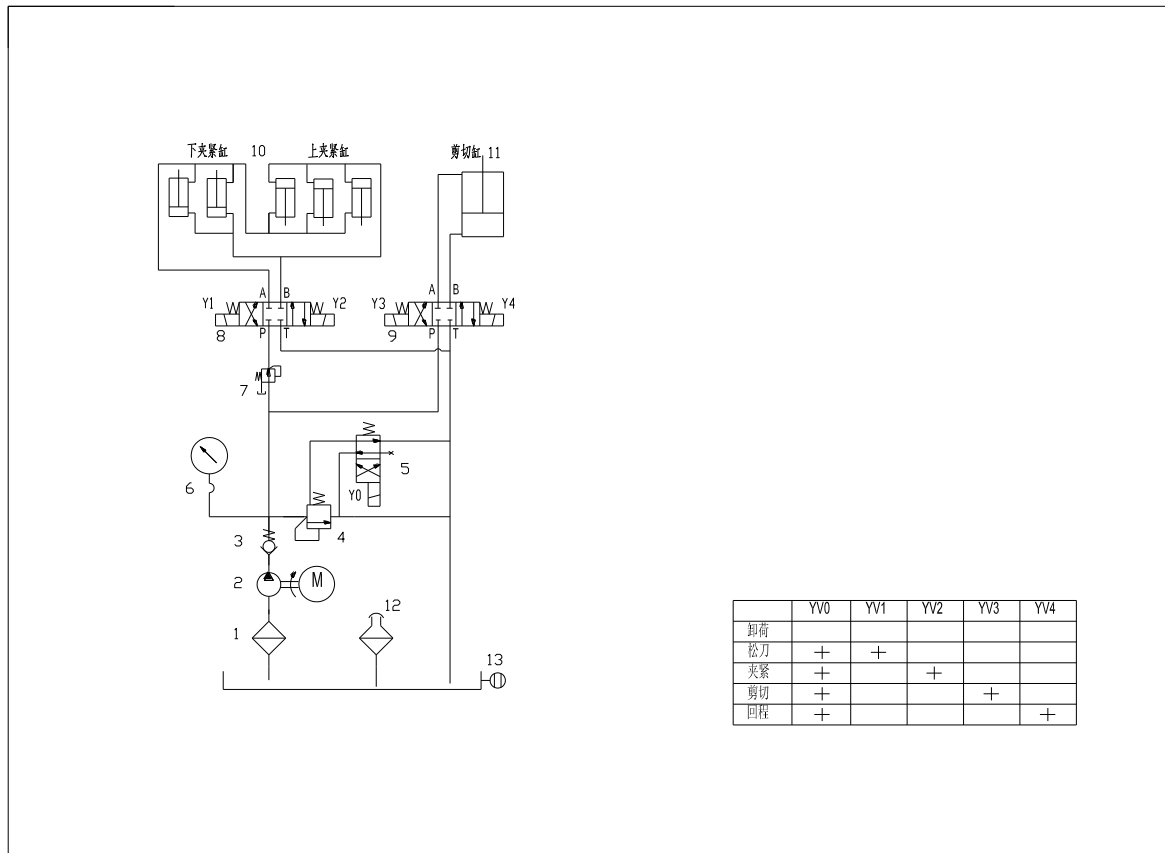 下夹紧缸 10 上夹紧缸 剪切缸 11
A B A B
Y1 Y2 Y3 Y4
8 P T 9 P T
7
5
6 Y0
3 4
2 M
12
1
13
YV0 YV1 YV2 YV3 YV4
卸荷
松刀 + +
夹紧 + +
剪切 + +
回程 + +